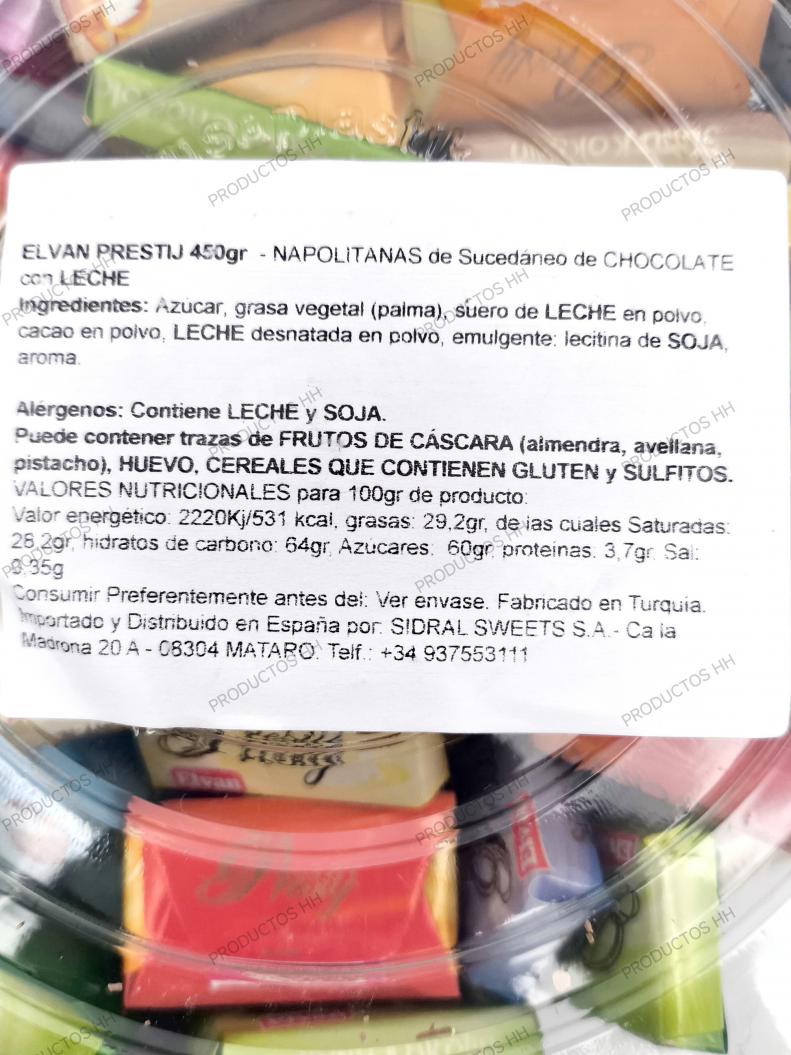 ELVAN PRESTIJ 450gr - NAPOLITANAS de Sucedáneo de CHOCOLATE
con LECHE
Ingredientes: Azúcar, grasa vegetal (palma), suero de LECHE en polvo,
cacao en polvo, LECHE desnatada en polvo, emulgente: lecitina de SOJA,
aroma.
Alérgenos: Contiene LECHE y SOJA.
Puede contener trazas de FRUTOS DE CÁSCARA (almendra, avellana,
pistacho), HUEVO, CEREALES QUE CONTIENEN GLUTEN y SULFITOS.
VALORES NUTRICIONALES para 100gr de producto:
Valor energético: 2220Kj/531 kcal, grasas: 29,2gr, de las cuales Saturadas:
hidratos de carbono: 64gr, Azúcares: 60gr, proteínas: 3,7gr, Sal:
Consumir Preferentemente antes del: Ver envase. Fabricado en Turquía.
Importado y Distribuido en España por: SIDRAL SWEETS S.A.- Ca la
Madrona 20 A - 08304 MATARÓ. Telf.: +34 937553111
Elvan
PRODUCTOS HH